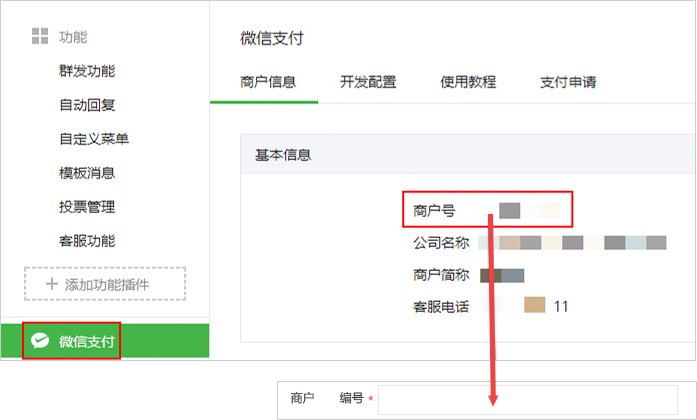 功能
群发功能
自动回复
自定义菜单
模板消息
投票管理
客服功能
+ 添加功能插件
微信支付
微信支付
商户信息 开发配置 使用教程 支付申请
基本信息
商户号
公司名称
商户简称
客服电话 11
商户 编号 *